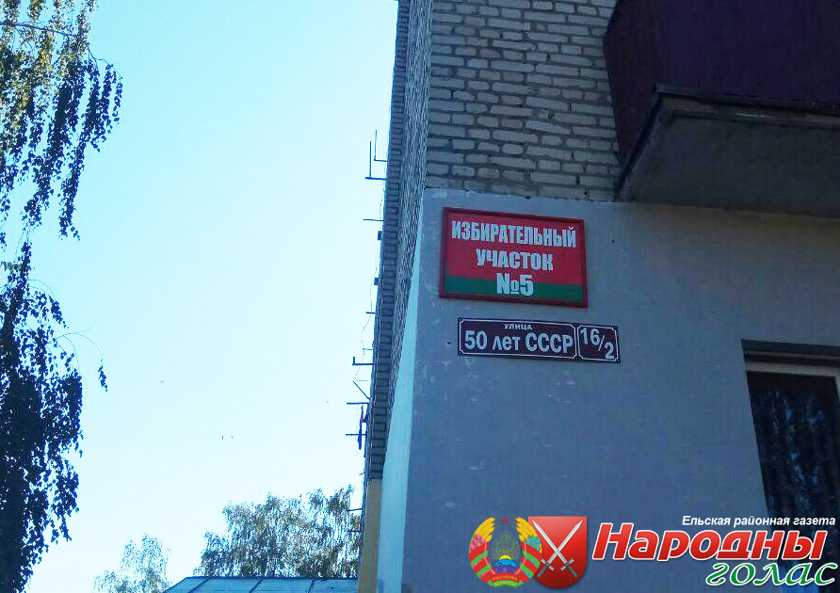 ИЗБИРАТЕЛЬНЫЙ
УЧАСТОК
№5
УЛИЦА
50 лет СССР 16/2
Ельская районная газета
Народны
голас